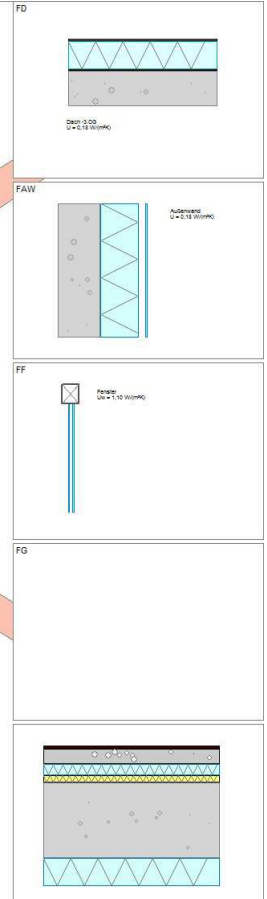 FD
Dach -3.OG
U = 0,18 W/(m²K)
FAW
Außenwand
U = 0,18 W/(m²K)
FF
Fenster
Uw = 1,10 W/(m²K)
FG